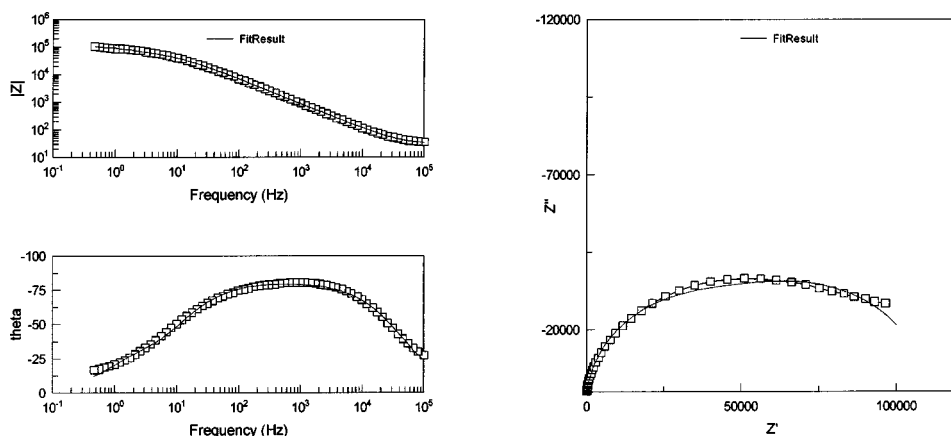 10⁶
10⁵
10⁴
10³
10²
10¹
|Z|
FitResult
10⁻¹ 10⁰ 10¹ 10² 10³ 10⁴ 10⁵
Frequency (Hz)
-100
-75
-50
-25
0
theta
FitResult
10⁻¹ 10⁰ 10¹ 10² 10³ 10⁴ 10⁵
Frequency (Hz)
-120000
-70000
-20000
Z''
FitResult
0 50000 100000
Z'